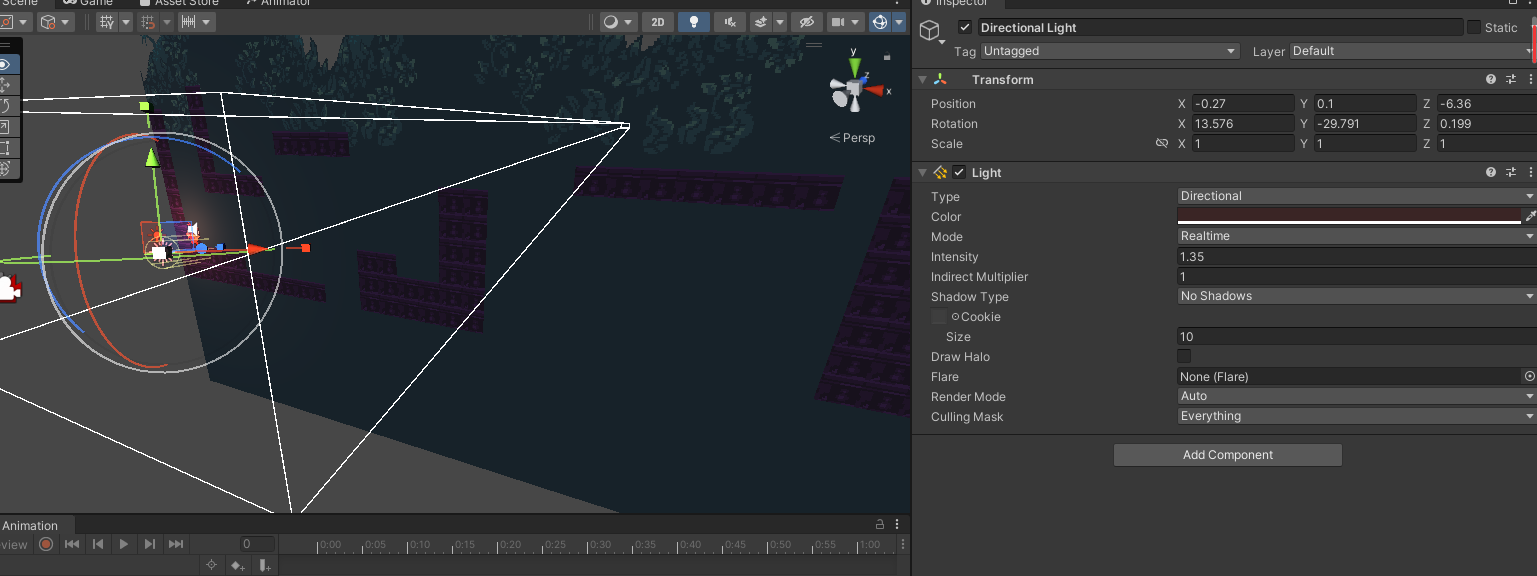 Scene Game Asset Store Animator
2D
y
z
x
Persp
Inspector
Directional Light Static
Tag Untagged Layer Default
Transform
Position X -0.27 Y 0.1 Z -6.36
Rotation X 13.576 Y -29.791 Z 0.199
Scale X 1 Y 1 Z 1
Light
Type Directional
Color
Mode Realtime
Intensity 1.35
Indirect Multiplier 1
Shadow Type No Shadows
Cookie
Size 10
Draw Halo
Flare None (Flare)
Render Mode Auto
Culling Mask Everything
Add Component
Animation
view 0 0:00 0:05 0:10 0:15 0:20 0:25 0:30 0:35 0:40 0:45 0:50 0:55 1:00